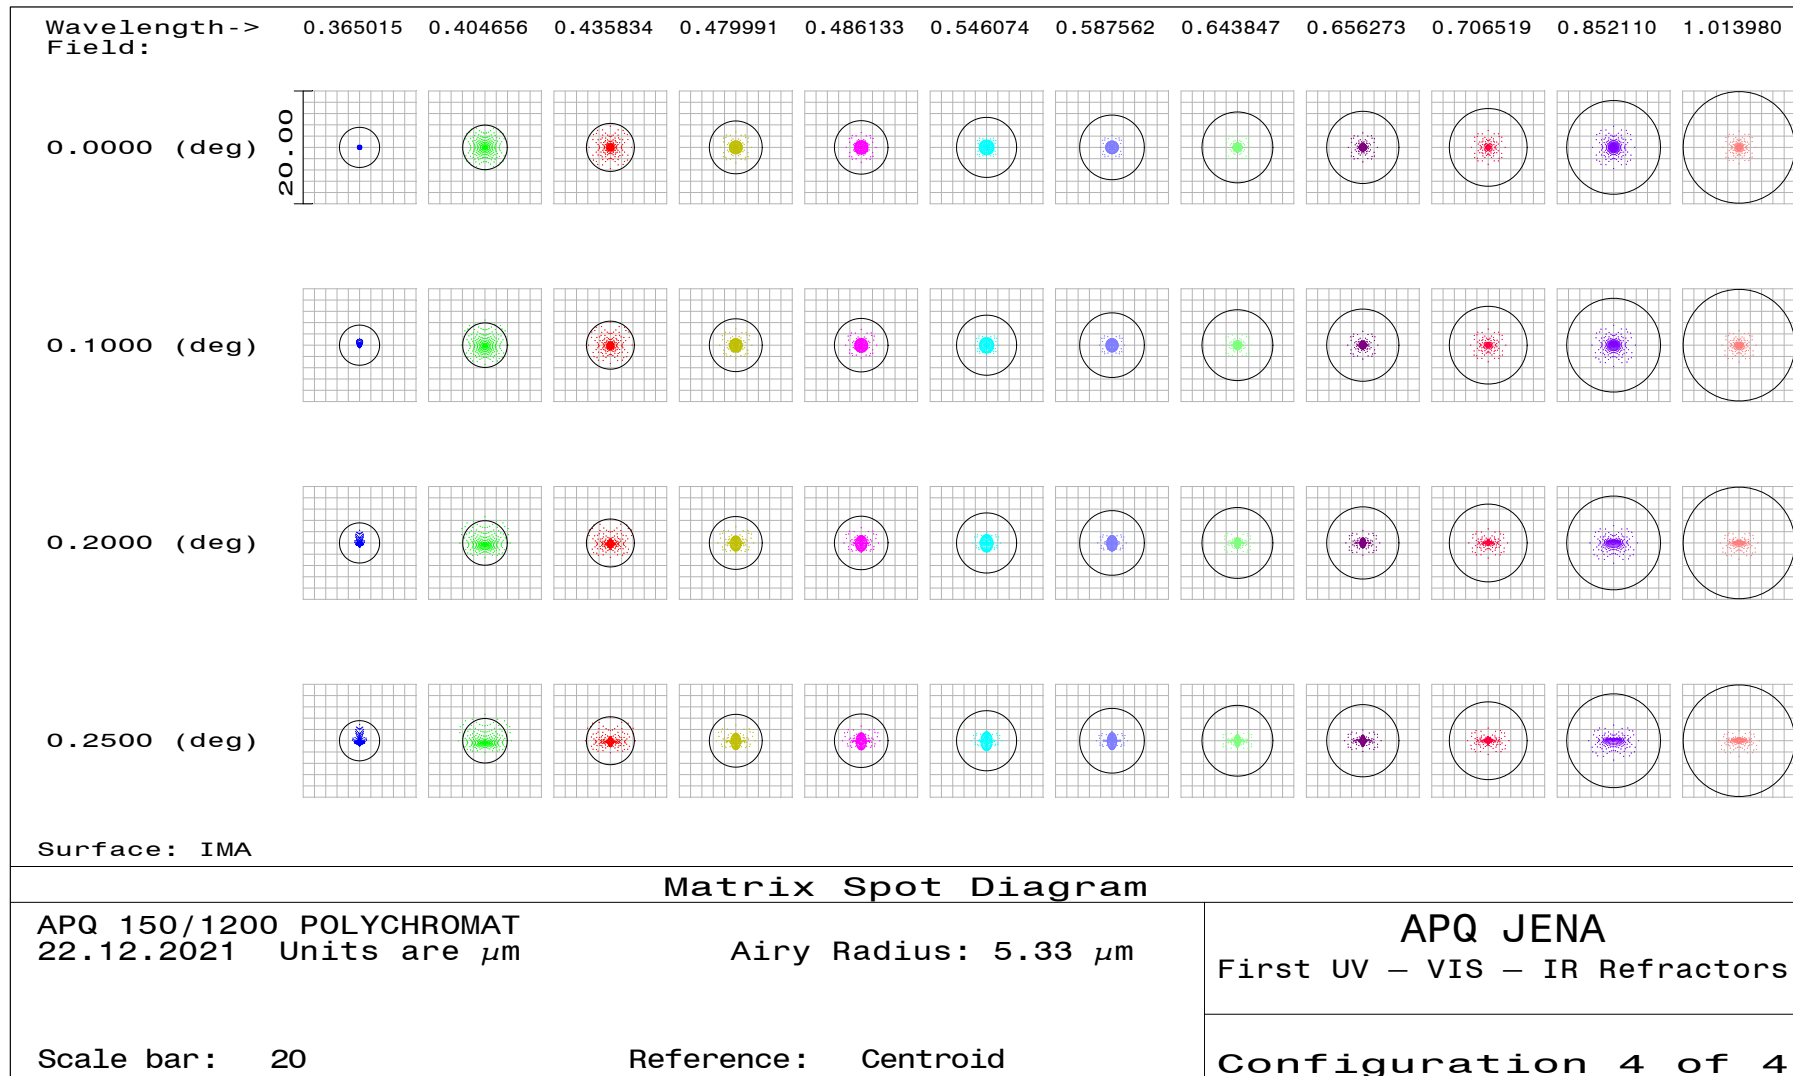 Wavelength-> 0.365015 0.404656 0.435834 0.479991 0.486133 0.546074 0.587562 0.643847 0.656273 0.706519 0.852110 1.013980
Field:
20.00
0.0000 (deg)
0.1000 (deg)
0.2000 (deg)
0.2500 (deg)
Surface: IMA
Matrix Spot Diagram
APQ 150/1200 POLYCHROMAT
22.12.2021 Units are µm Airy Radius: 5.33 µm
Scale bar: 20 Reference: Centroid
APQ JENA
First UV – VIS – IR Refractors
Configuration 4 of 4